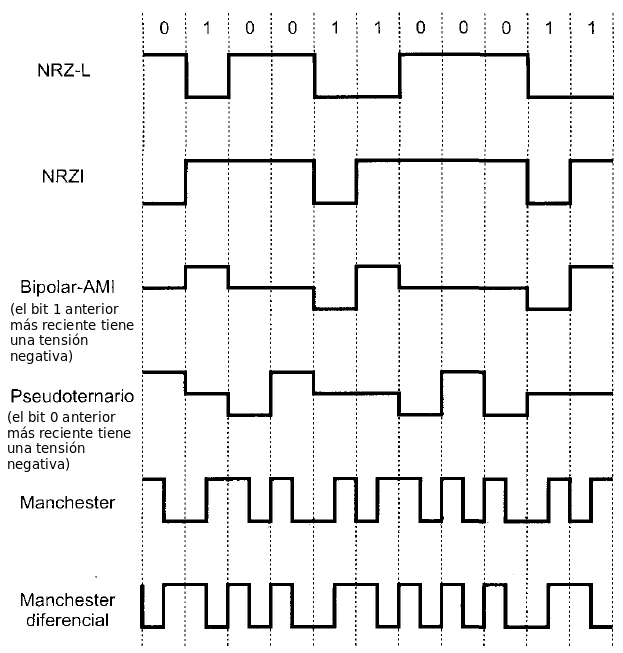 0 1 0 0 1 1 0 0 0 1 1
NRZ-L
NRZI
Bipolar-AMI
(el bit 1 anterior
más reciente tiene
una tensión
negativa)
Pseudoternario
(el bit 0 anterior
más reciente tiene
una tensión
negativa)
Manchester
Manchester
diferencial